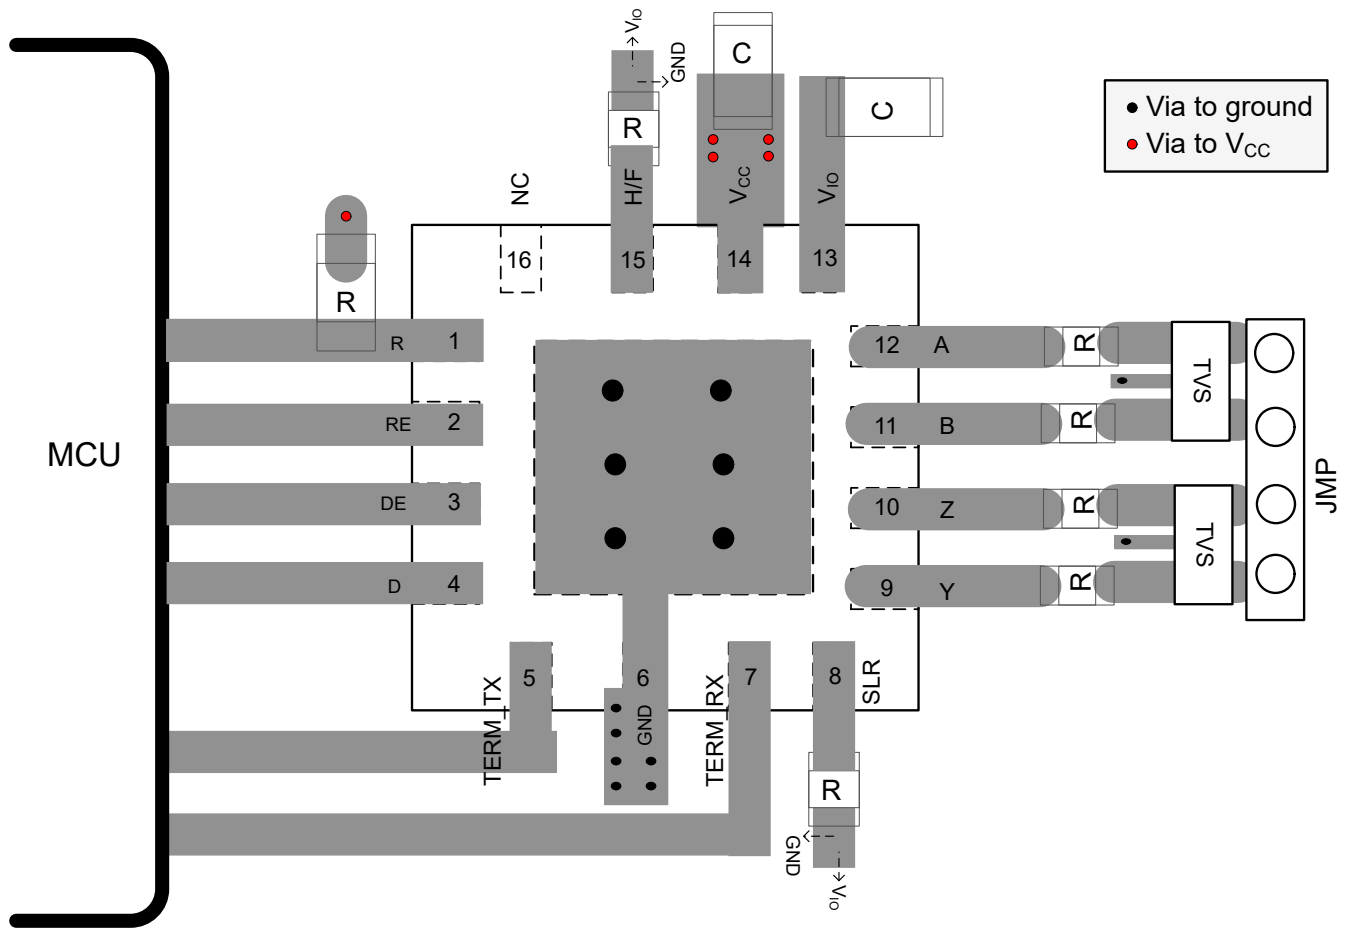 V_IO
GND
C
C
R
Via to ground
Via to V_CC
NC
H/F
V_CC
V_IO
16
15
14
13
R
R
1
12
A
R
TVS
MCU
RE
2
11
B
R
DE
3
10
Z
R
TVS
JMP
D
4
9
Y
R
TERM_TX
5
6
GND
TERM_RX
7
8
SLR
R
GND
V_IO